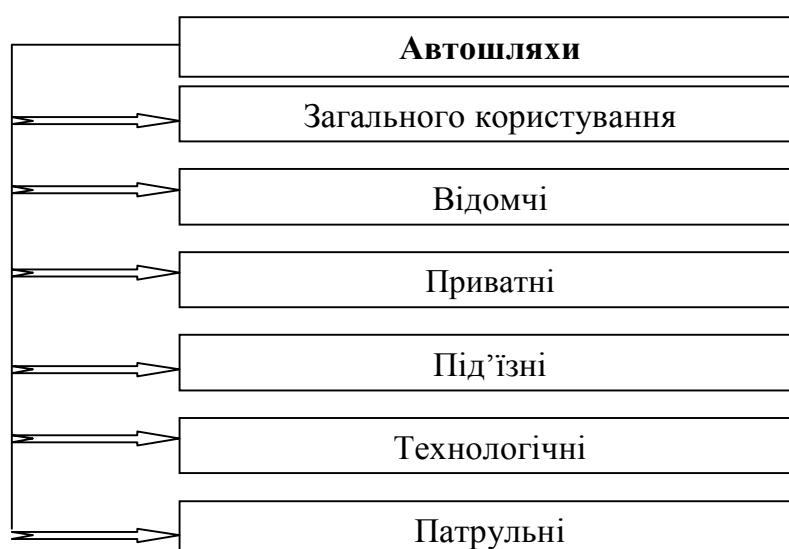 Автошляхи
Загального користування
Відомчі
Приватні
Під’їзні
Технологічні
Патрульні